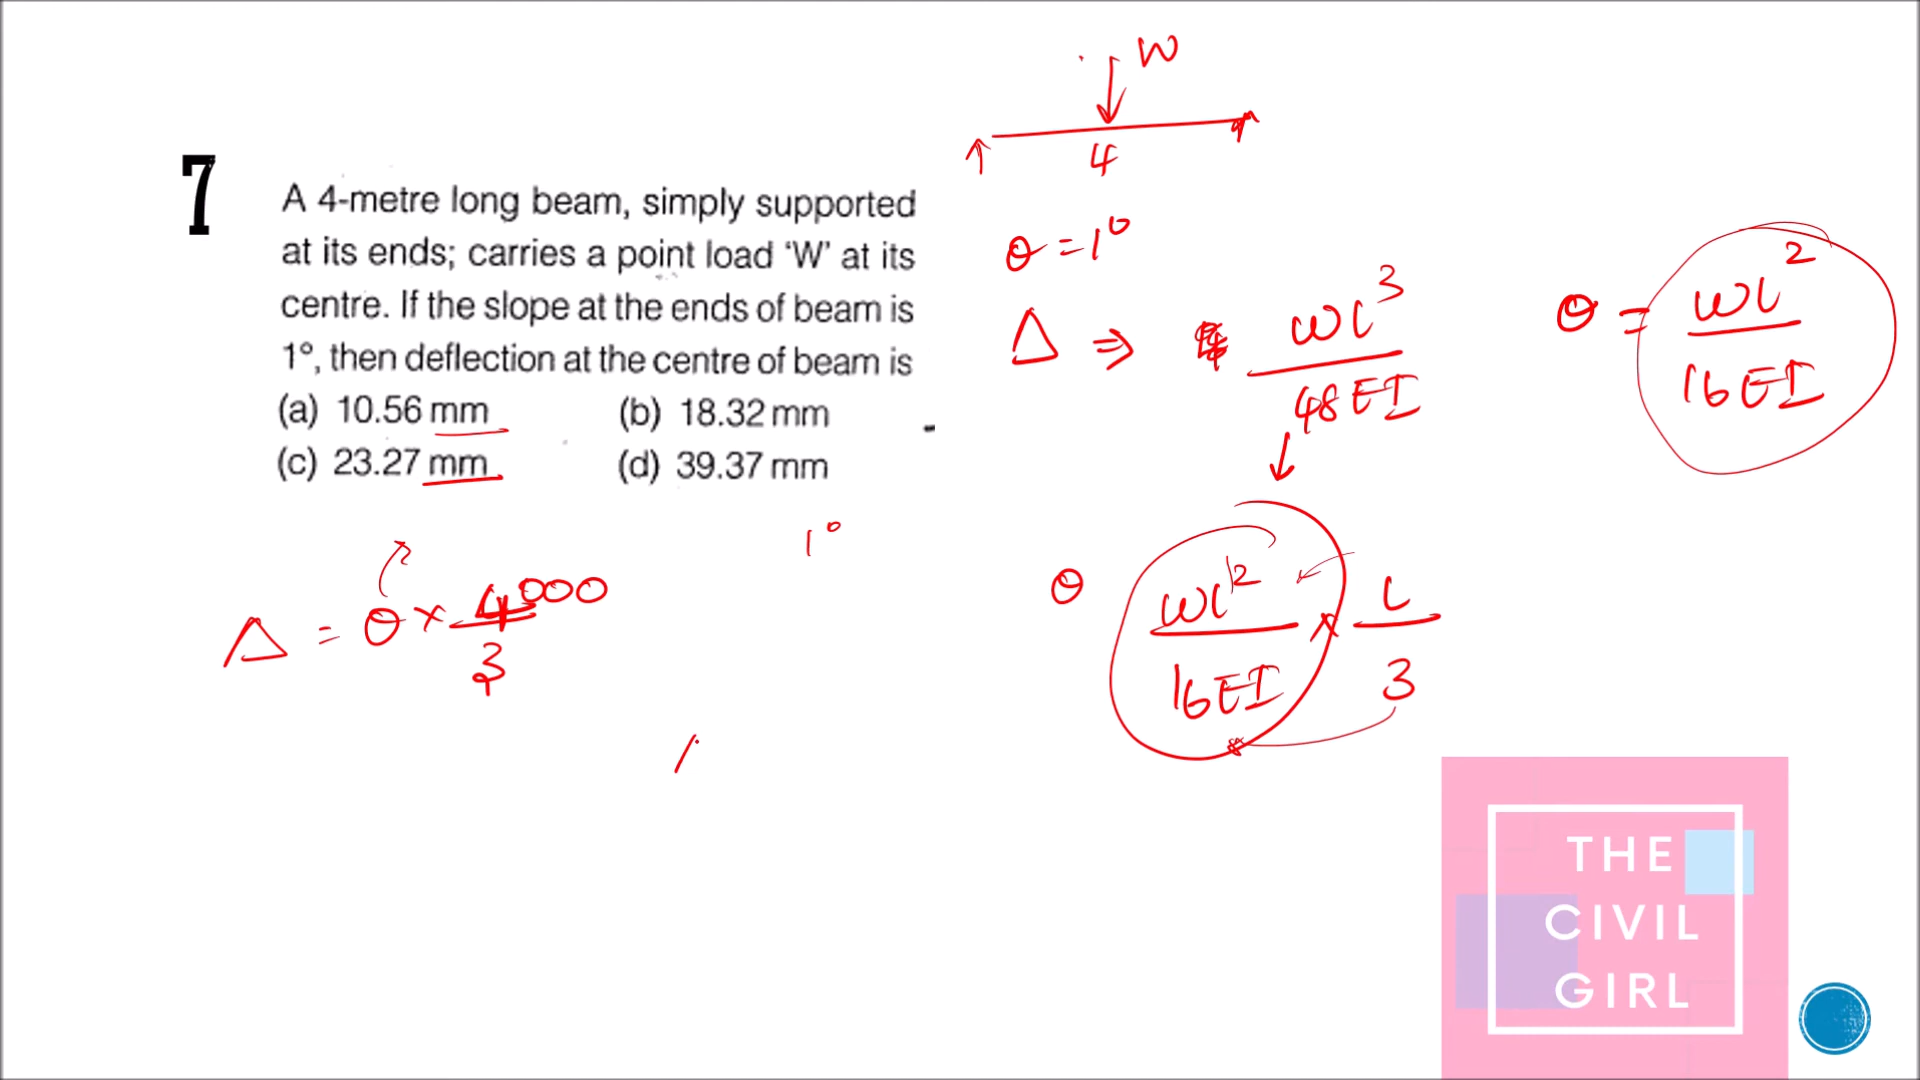 7
A 4-metre long beam, simply supported
at its ends; carries a point load ‘W’ at its
centre. If the slope at the ends of beam is
1°, then deflection at the centre of beam is
(a) 10.56 mm (b) 18.32 mm
(c) 23.27 mm (d) 39.37 mm
W
4
θ = 1°
Δ ⇒ Wl³
48EI
θ = Wl²
16EI
1°
Δ = θ × 4000
3
θ Wl² × L
16EI 3
THE
CIVIL
GIRL